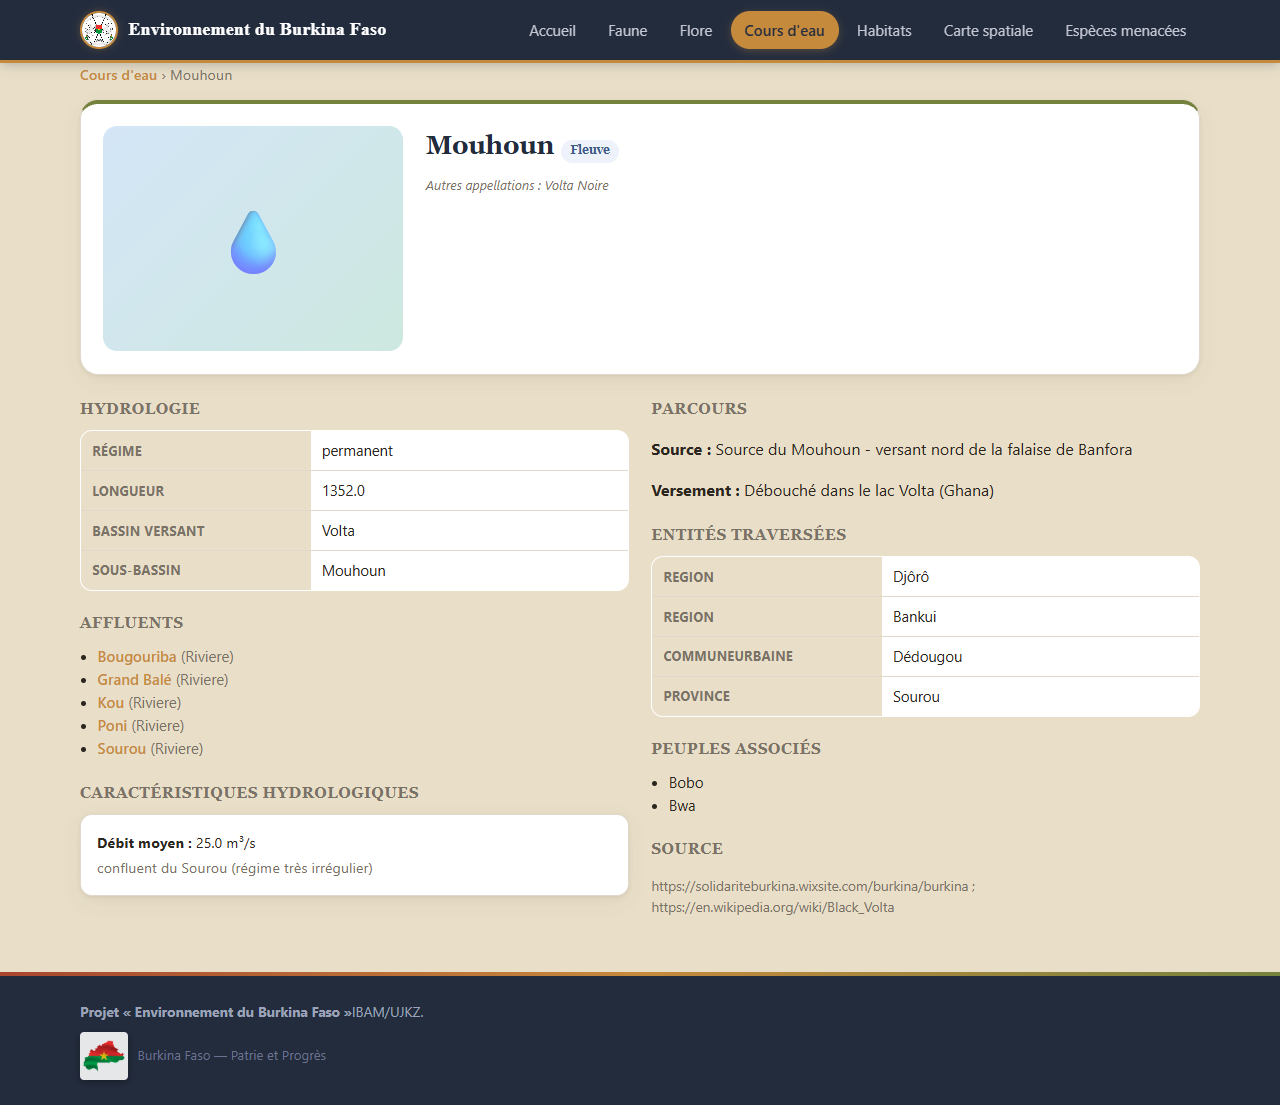 Environnement du Burkina Faso
Accueil
Faune
Flore
Cours d'eau
Habitats
Carte spatiale
Espèces menacées
Cours d'eau › Mouhoun
Mouhoun Fleuve
Autres appellations : Volta Noire
HYDROLOGIE
RÉGIME permanent
LONGUEUR 1352.0
BASSIN VERSANT Volta
SOUS-BASSIN Mouhoun
AFFLUENTS
• Bougouriba (Riviere)
• Grand Balé (Riviere)
• Kou (Riviere)
• Poni (Riviere)
• Sourou (Riviere)
CARACTÉRISTIQUES HYDROLOGIQUES
Débit moyen : 25.0 m³/s
confluent du Sourou (régime très irrégulier)
PARCOURS
Source : Source du Mouhoun - versant nord de la falaise de Banfora
Versement : Débouché dans le lac Volta (Ghana)
ENTITÉS TRAVERSÉES
REGION Djôrô
REGION Bankui
COMMUNEURBAINE Dédougou
PROVINCE Sourou
PEUPLES ASSOCIÉS
• Bobo
• Bwa
SOURCE
https://solidariteburkina.wixsite.com/burkina/burkina ;
https://en.wikipedia.org/wiki/Black_Volta
Projet « Environnement du Burkina Faso »IBAM/UJKZ.
Burkina Faso — Patrie et Progrès